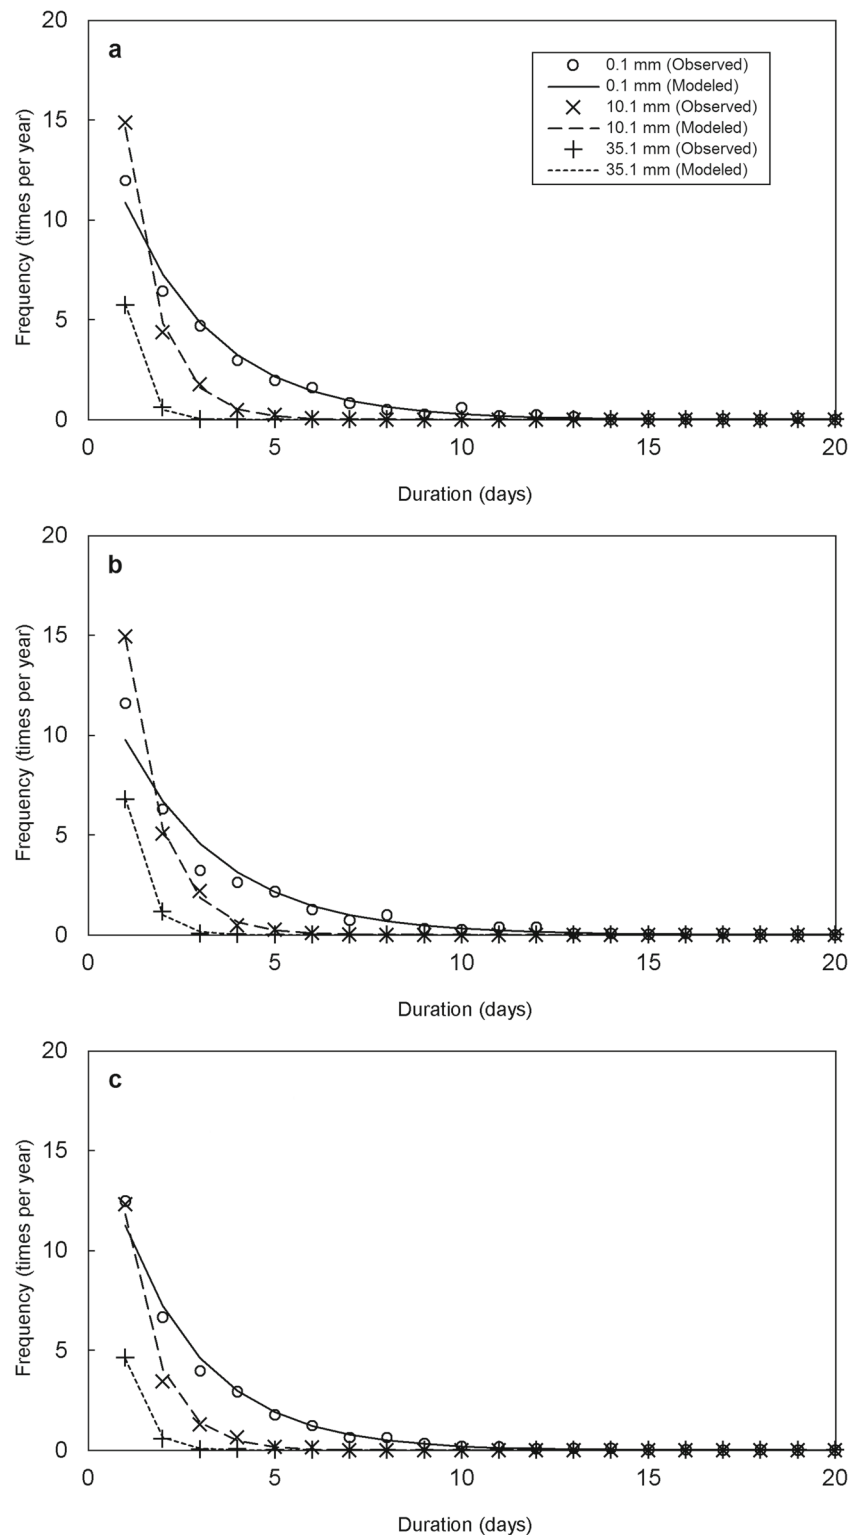 20
a
0.1 mm (Observed)
0.1 mm (Modeled)
10.1 mm (Observed)
10.1 mm (Modeled)
35.1 mm (Observed)
35.1 mm (Modeled)
15
10
5
0
Frequency (times per year)
0 5 10 15 20
Duration (days)
20
b
15
10
5
0
Frequency (times per year)
0 5 10 15 20
Duration (days)
20
c
15
10
5
0
Frequency (times per year)
0 5 10 15 20
Duration (days)